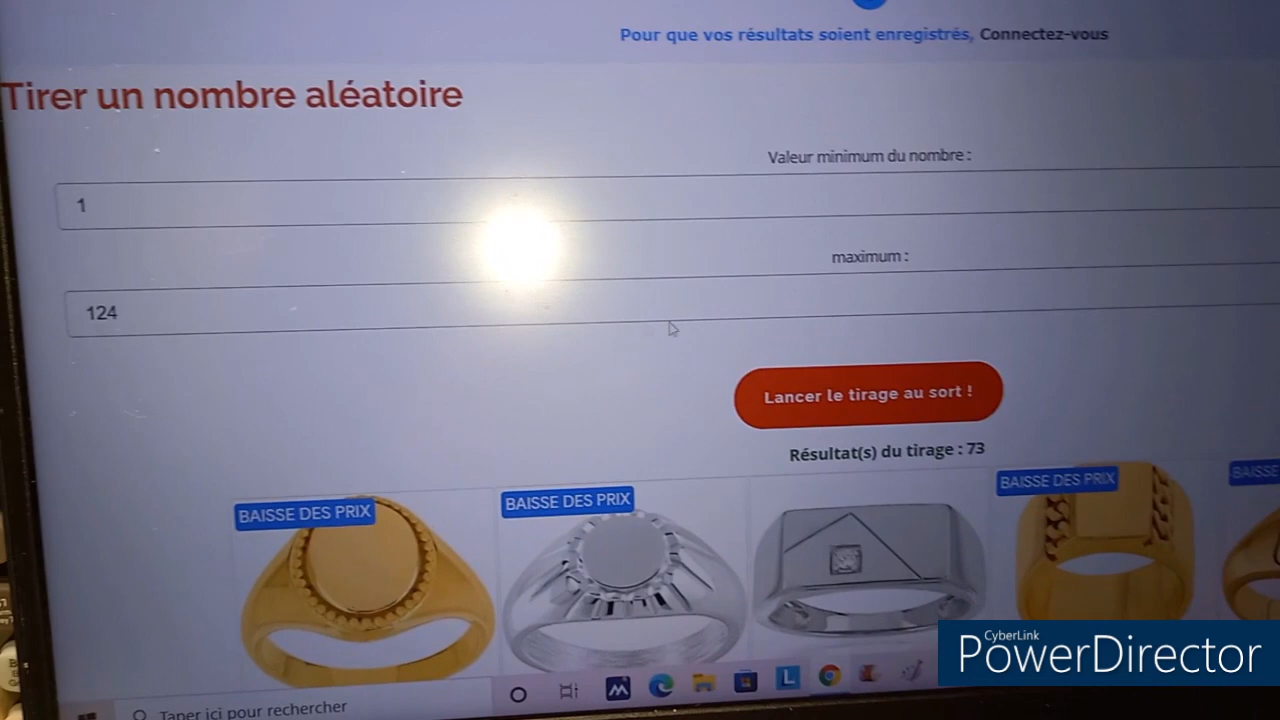 Pour que vos résultats soient enregistrés, Connectez-vous
Tirer un nombre aléatoire
Valeur minimum du nombre :
1
maximum :
124
Lancer le tirage au sort !
Résultat(s) du tirage : 73
BAISSE DES PRIX
BAISSE DES PRIX
BAISSE DES PRIX
BAISSE
CyberLink
PowerDirector
Taper ici pour rechercher